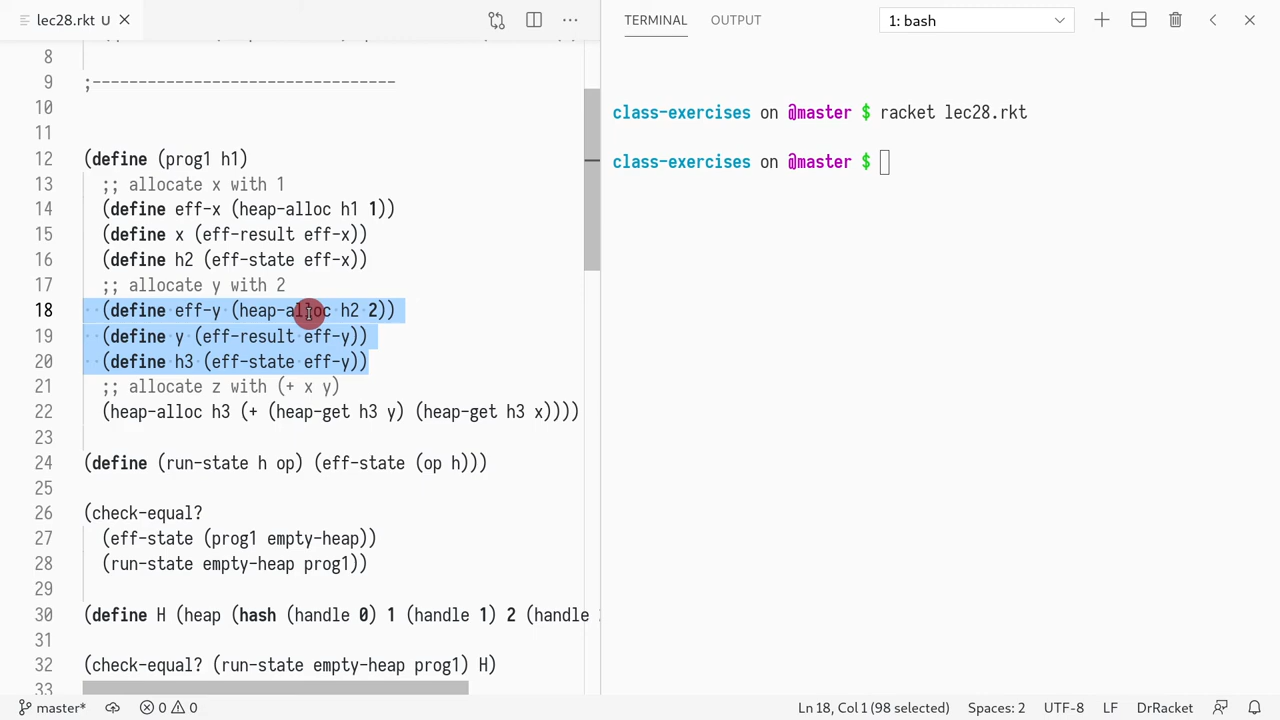 lec28.rkt U
8
9 ;----------------------------------
10
11
12 (define (prog1 h1)
13 ;; allocate x with 1
14 (define eff-x (heap-alloc h1 1))
15 (define x (eff-result eff-x))
16 (define h2 (eff-state eff-x))
17 ;; allocate y with 2
18 (define eff-y (heap-alloc h2 2))
19 (define y (eff-result eff-y))
20 (define h3 (eff-state eff-y))
21 ;; allocate z with (+ x y)
22 (heap-alloc h3 (+ (heap-get h3 y) (heap-get h3 x))))
23
24 (define (run-state h op) (eff-state (op h)))
25
26 (check-equal?
27 (eff-state (prog1 empty-heap))
28 (run-state empty-heap prog1))
29
30 (define H (heap (hash (handle 0) 1 (handle 1) 2 (handle
31
32 (check-equal? (run-state empty-heap prog1) H)
33
TERMINAL OUTPUT 1: bash
class-exercises on @master $ racket lec28.rkt
class-exercises on @master $
master* 0 0 Ln 18, Col 1 (98 selected) Spaces: 2 UTF-8 LF DrRacket